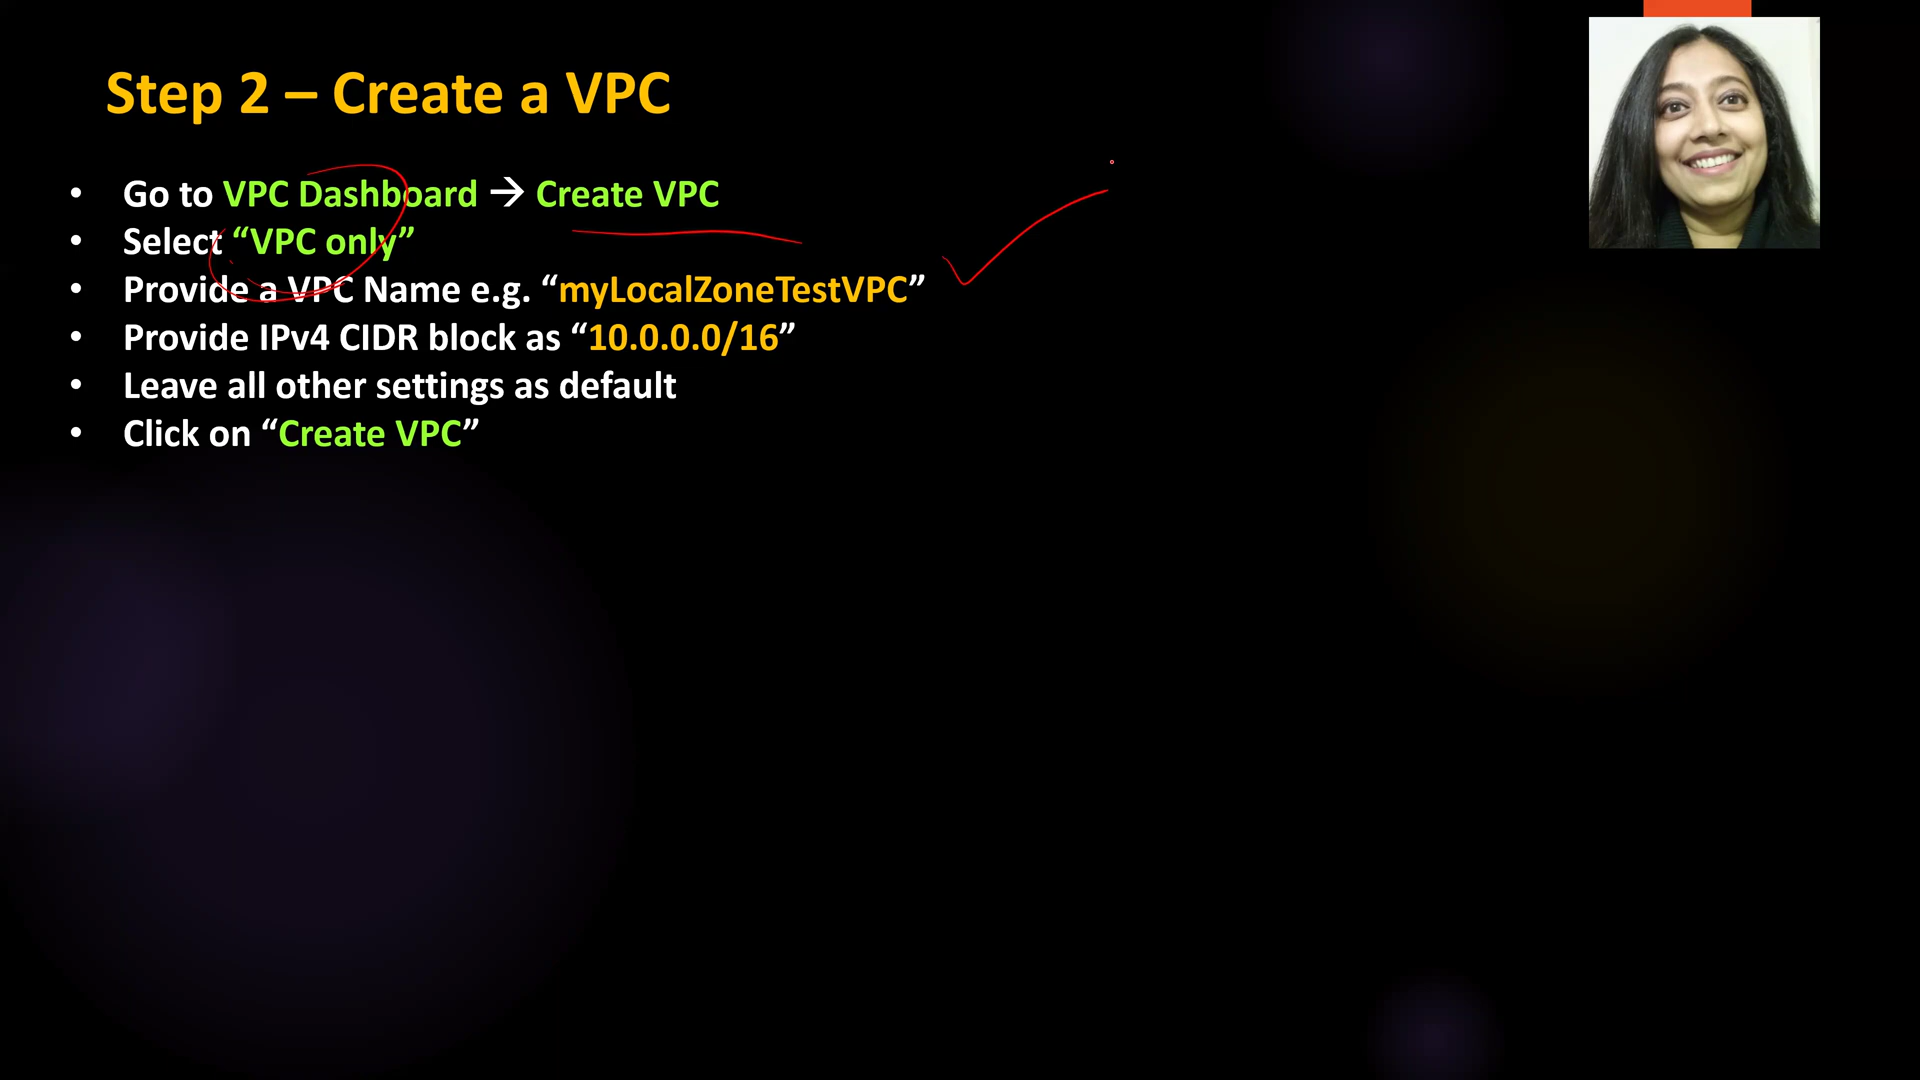 Step 2 – Create a VPC
• Go to VPC Dashboard → Create VPC
• Select “VPC only”
• Provide a VPC Name e.g. “myLocalZoneTestVPC”
• Provide IPv4 CIDR block as “10.0.0.0/16”
• Leave all other settings as default
• Click on “Create VPC”